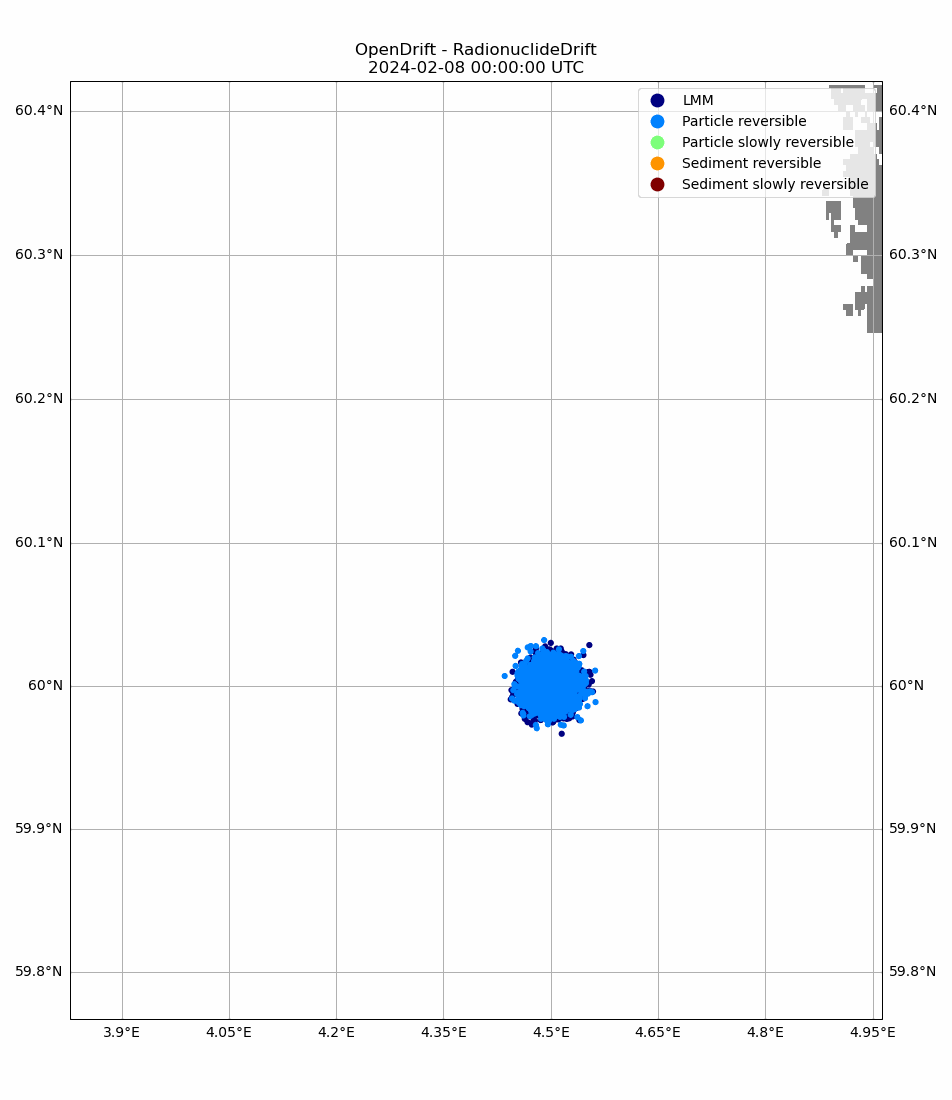 OpenDrift - RadionuclideDrift
2024-02-08 00:00:00 UTC
LMM
Particle reversible
Particle slowly reversible
Sediment reversible
Sediment slowly reversible
60.4°N 60.4°N
60.3°N 60.3°N
60.2°N 60.2°N
60.1°N 60.1°N
60°N 60°N
59.9°N 59.9°N
59.8°N 59.8°N
3.9°E 4.05°E 4.2°E 4.35°E 4.5°E 4.65°E 4.8°E 4.95°E